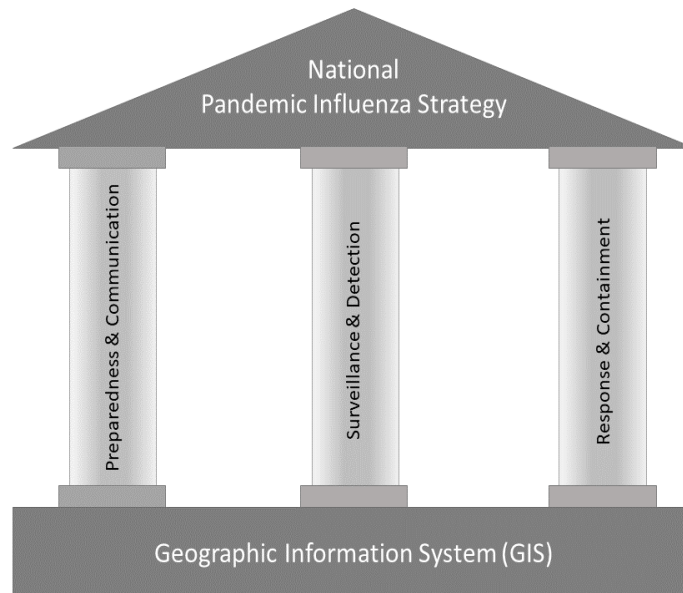 National
Pandemic Influenza Strategy
Preparedness & Communication
Surveillance & Detection
Response & Containment
Geographic Information System (GIS)